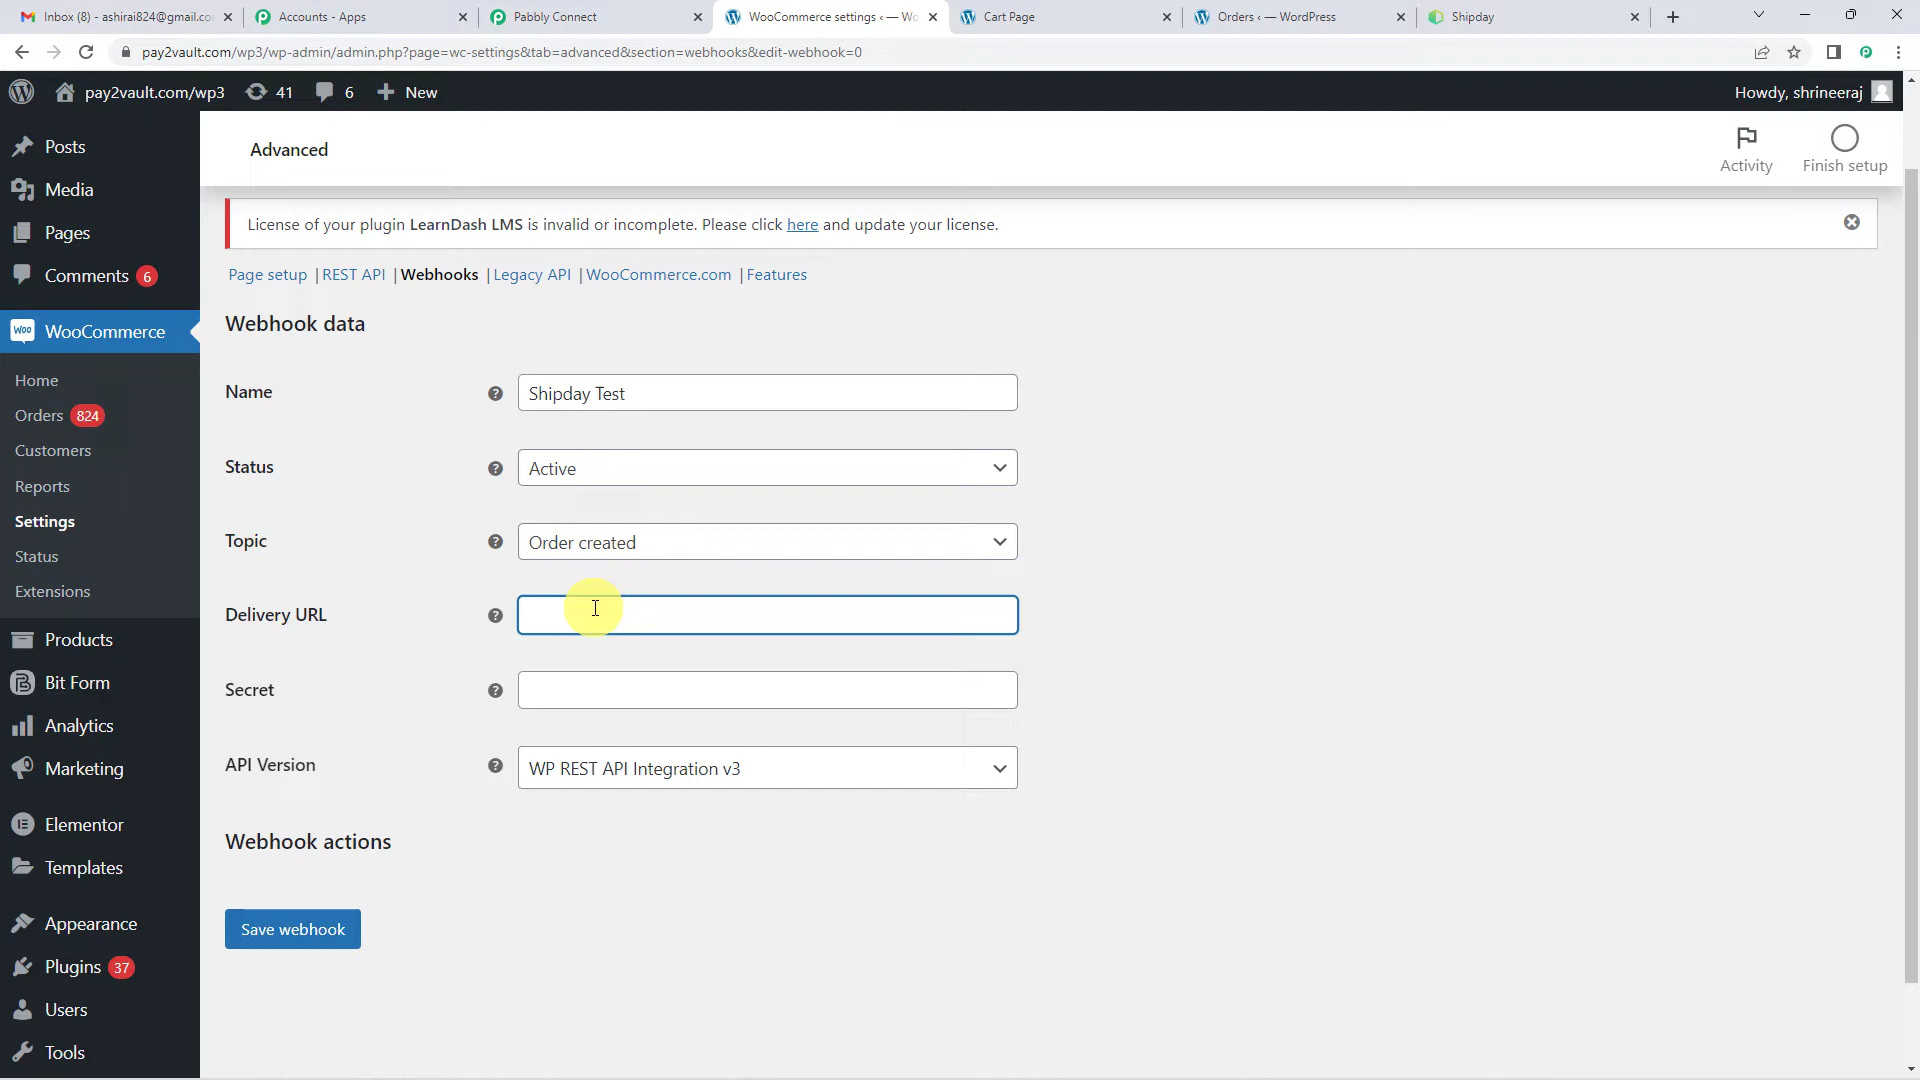 Inbox (8) - ashirai824@gmail.co
Accounts - Apps
Pabbly Connect
WooCommerce settings ‹ — Wo
Cart Page
Orders ‹ — WordPress
Shipday
pay2vault.com/wp3/wp-admin/admin.php?page=wc-settings&tab=advanced&section=webhooks&edit-webhook=0
pay2vault.com/wp3
41
6
New
Howdy, shrineeraj
Posts
Media
Pages
Comments 6
WooCommerce
Home
Orders 824
Customers
Reports
Settings
Status
Extensions
Products
Bit Form
Analytics
Marketing
Elementor
Templates
Appearance
Plugins 37
Users
Tools
Advanced
Activity
Finish setup
License of your plugin LearnDash LMS is invalid or incomplete. Please click here and update your license.
Page setup | REST API | Webhooks | Legacy API | WooCommerce.com | Features
Webhook data
Name
Shipday Test
Status
Active
Topic
Order created
Delivery URL
Secret
API Version
WP REST API Integration v3
Webhook actions
Save webhook